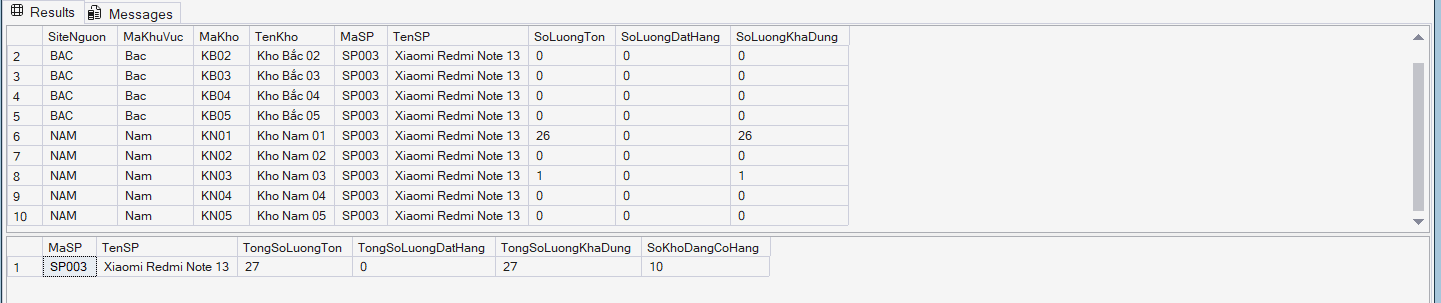 Results Messages
SiteNguon MaKhuVuc MaKho TenKho MaSP TenSP SoLuongTon SoLuongDatHang SoLuongKhaDung
2 BAC Bac KB02 Kho Bắc 02 SP003 Xiaomi Redmi Note 13 0 0 0
3 BAC Bac KB03 Kho Bắc 03 SP003 Xiaomi Redmi Note 13 0 0 0
4 BAC Bac KB04 Kho Bắc 04 SP003 Xiaomi Redmi Note 13 0 0 0
5 BAC Bac KB05 Kho Bắc 05 SP003 Xiaomi Redmi Note 13 0 0 0
6 NAM Nam KN01 Kho Nam 01 SP003 Xiaomi Redmi Note 13 26 0 26
7 NAM Nam KN02 Kho Nam 02 SP003 Xiaomi Redmi Note 13 0 0 0
8 NAM Nam KN03 Kho Nam 03 SP003 Xiaomi Redmi Note 13 1 0 1
9 NAM Nam KN04 Kho Nam 04 SP003 Xiaomi Redmi Note 13 0 0 0
10 NAM Nam KN05 Kho Nam 05 SP003 Xiaomi Redmi Note 13 0 0 0
MaSP TenSP TongSoLuongTon TongSoLuongDatHang TongSoLuongKhaDung SoKhoDangCoHang
1 SP003 Xiaomi Redmi Note 13 27 0 27 10